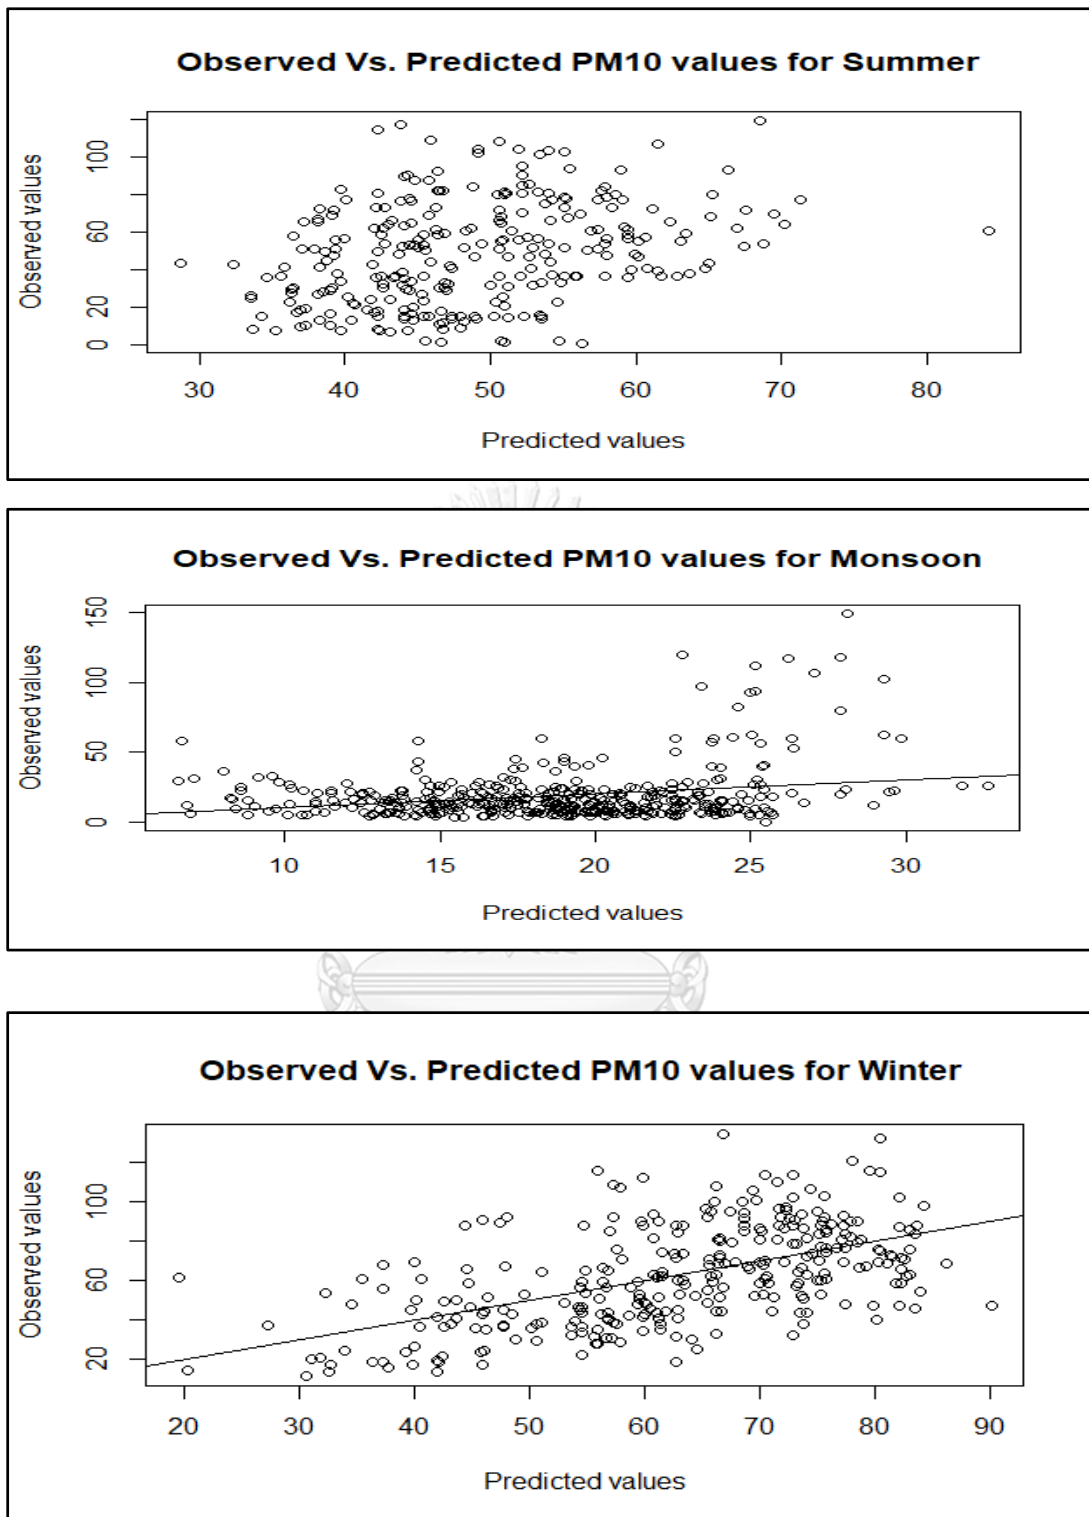 Observed Vs. Predicted PM10 values for Summer
Observed values
100
60
20
0
30 40 50 60 70 80
Predicted values
Observed Vs. Predicted PM10 values for Monsoon
Observed values
150
100
50
0
10 15 20 25 30
Predicted values
Observed Vs. Predicted PM10 values for Winter
Observed values
100
60
20
20 30 40 50 60 70 80 90
Predicted values